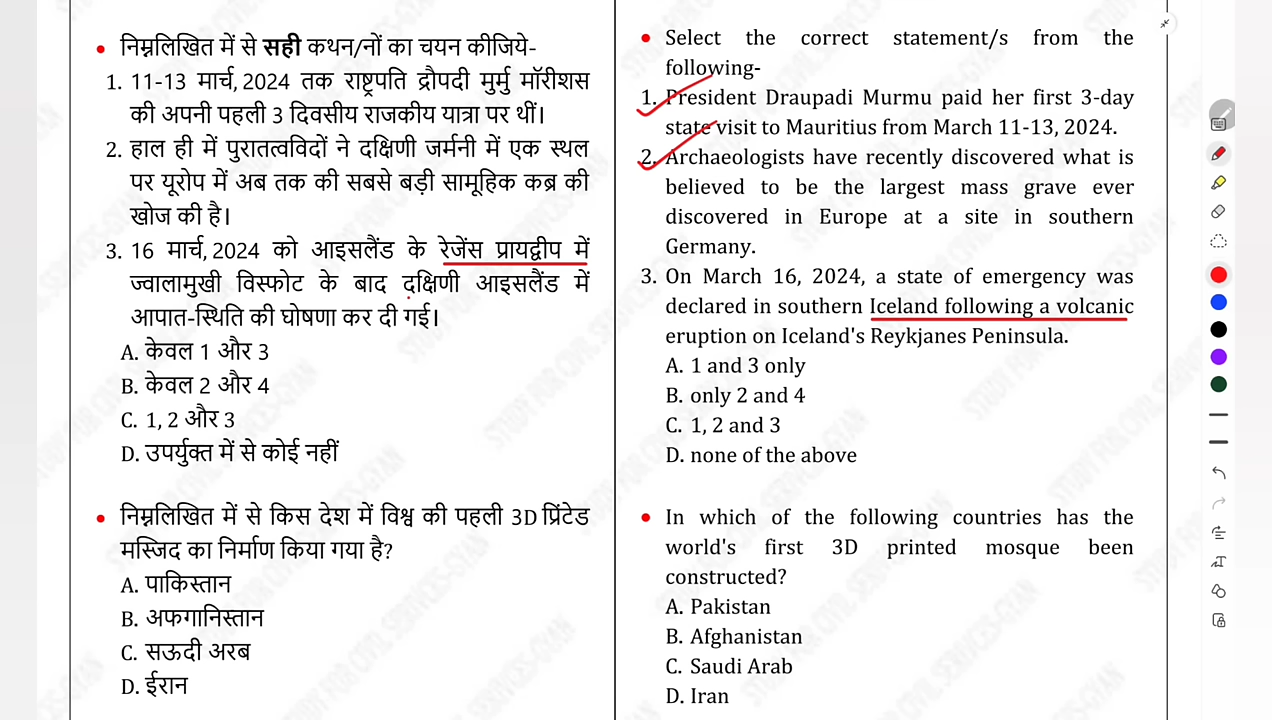 निम्नलिखित में से सही कथन/नों का चयन कीजिये-
1. 11-13 मार्च, 2024 तक राष्ट्रपति द्रौपदी मुर्मु मॉरीशस
की अपनी पहली 3 दिवसीय राजकीय यात्रा पर थीं।
2. हाल ही में पुरातत्वविदों ने दक्षिणी जर्मनी में एक स्थल
पर यूरोप में अब तक की सबसे बड़ी सामूहिक कब्र की
खोज की है।
3. 16 मार्च, 2024 को आइसलैंड के रेजेंस प्रायद्वीप में
ज्वालामुखी विस्फोट के बाद दक्षिणी आइसलैंड में
आपात-स्थिति की घोषणा कर दी गई।
A. केवल 1 और 3
B. केवल 2 और 4
C. 1, 2 और 3
D. उपर्युक्त में से कोई नहीं
निम्नलिखित में से किस देश में विश्व की पहली 3D प्रिंटेड
मस्जिद का निर्माण किया गया है?
A. पाकिस्तान
B. अफगानिस्तान
C. सऊदी अरब
D. ईरान
Select the correct statement/s from the
following-
1. President Draupadi Murmu paid her first 3-day
state visit to Mauritius from March 11-13, 2024.
2. Archaeologists have recently discovered what is
believed to be the largest mass grave ever
discovered in Europe at a site in southern
Germany.
3. On March 16, 2024, a state of emergency was
declared in southern Iceland following a volcanic
eruption on Iceland's Reykjanes Peninsula.
A. 1 and 3 only
B. only 2 and 4
C. 1, 2 and 3
D. none of the above
In which of the following countries has the
world's first 3D printed mosque been
constructed?
A. Pakistan
B. Afghanistan
C. Saudi Arab
D. Iran